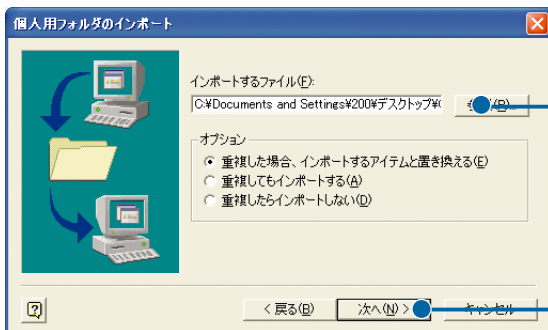 個人用フォルダのインポート
インポートするファイル(F):
C:¥Documents and Settings¥200¥デスクトップ¥(
オプション
重複した場合、インポートするアイテムと置き換える(E)
重複してもインポートする(A)
重複したらインポートしない(D)
< 戻る(B)
次へ(N) >
キャンセル